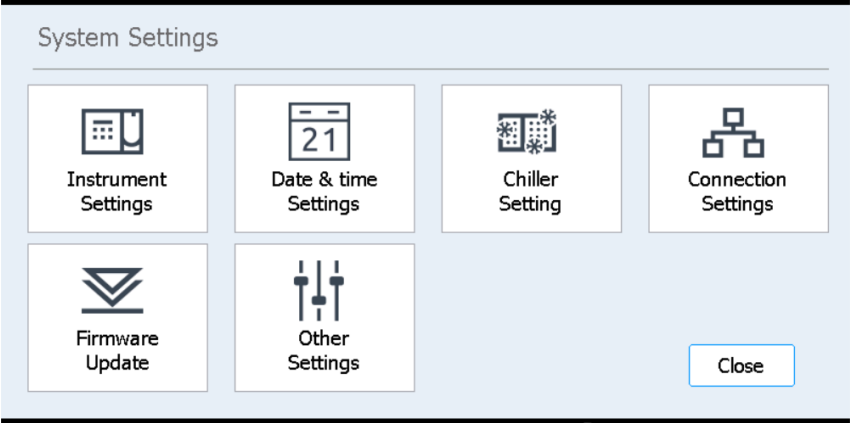 System Settings
Instrument
Settings
21
Date & time
Settings
Chiller
Setting
Connection
Settings
Firmware
Update
Other
Settings
Close